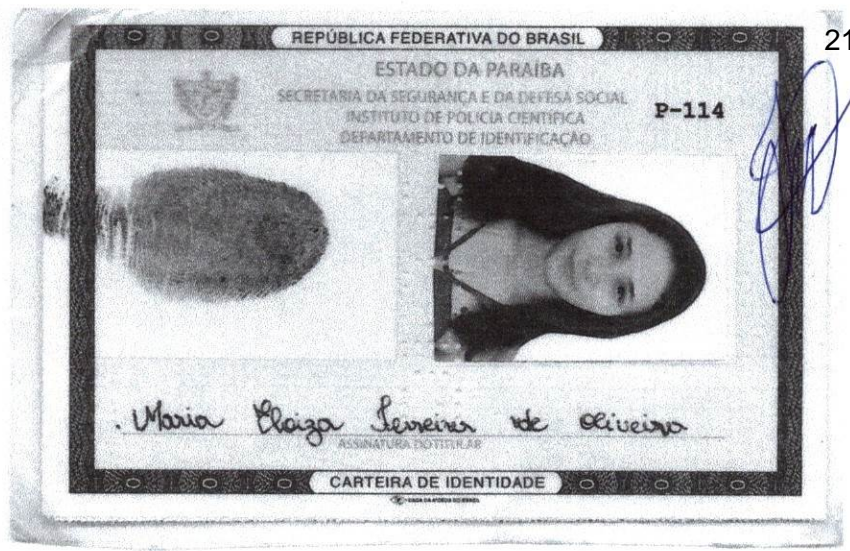 21
REPÚBLICA FEDERATIVA DO BRASIL
ESTADO DA PARAÍBA
SECRETARIA DA SEGURANÇA E DA DEFESA SOCIAL
P-114
INSTITUTO DE POLÍCIA CIENTÍFICA
DEPARTAMENTO DE IDENTIFICAÇÃO
Maria Eloiza Ferreira de Oliveira
ASSINATURA DO TITULAR
CARTEIRA DE IDENTIDADE